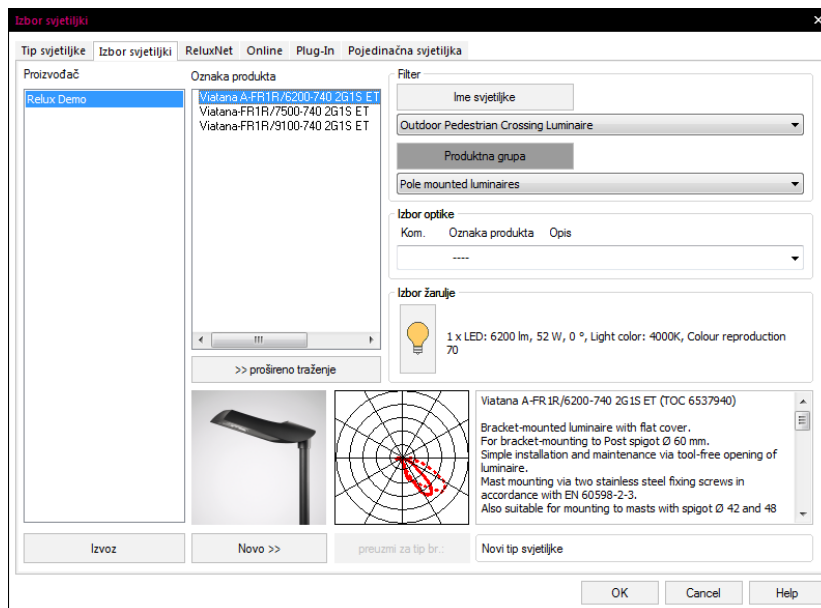 Izbor svjetiljki
Tip svjetiljke Izbor svjetiljki ReluxNet Online Plug-In Pojedinačna svjetiljka
Proizvođač
Relux Demo
Oznaka produkta
Viatana A-FR1R/6200-740 2G1S ET
Viatana-FR1R/7500-740 2G1S ET
Viatana-FR1R/9100-740 2G1S ET
>> prošireno traženje
Filter
Ime svjetiljke
Outdoor Pedestrian Crossing Luminaire
Produktna grupa
Pole mounted luminaires
Izbor optike
Kom. Oznaka produkta Opis
----
Izbor žarulje
1 x LED: 6200 lm, 52 W, 0 °, Light color: 4000K, Colour reproduction
70
Viatana A-FR1R/6200-740 2G1S ET (TOC 6537940)
Bracket-mounted luminaire with flat cover.
For bracket-mounting to Post spigot Ø 60 mm.
Simple installation and maintenance via tool-free opening of
luminaire.
Mast mounting via two stainless steel fixing screws in
accordance with EN 60598-2-3.
Also suitable for mounting to masts with spigot Ø 42 and 48
Izvoz
Novo >>
preuzmi za tip br.:
Novi tip svjetiljke
OK Cancel Help